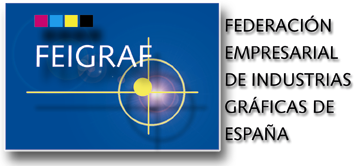 FEIGRAF
FEDERACIÓN
EMPRESARIAL
DE INDUSTRIAS
GRÁFICAS DE
ESPAÑA